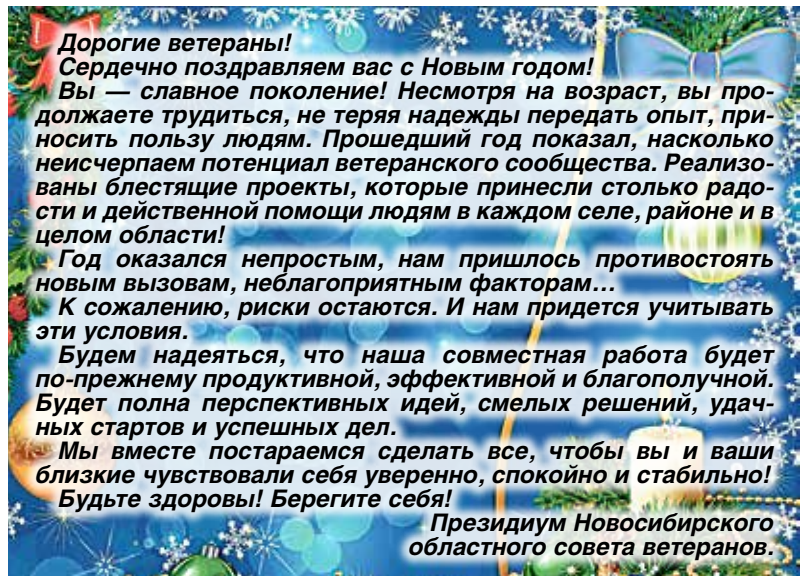 Дорогие ветераны!
Сердечно поздравляем вас с Новым годом!
Вы — славное поколение! Несмотря на возраст, вы про-
должаете трудиться, не теряя надежды передать опыт, при-
носить пользу людям. Прошедший год показал, насколько
неисчерпаем потенциал ветеранского сообщества. Реализо-
ваны блестящие проекты, которые принесли столько радо-
сти и действенной помощи людям в каждом селе, районе и в
целом области!
Год оказался непростым, нам пришлось противостоять
новым вызовам, неблагоприятным факторам...
К сожалению, риски остаются. И нам придется учитывать
эти условия.
Будем надеяться, что наша совместная работа будет
по-прежнему продуктивной, эффективной и благополучной.
Будет полна перспективных идей, смелых решений, удач-
ных стартов и успешных дел.
Мы вместе постараемся сделать все, чтобы вы и ваши
близкие чувствовали себя уверенно, спокойно и стабильно!
Будьте здоровы! Берегите себя!
Президиум Новосибирского
областного совета ветеранов.